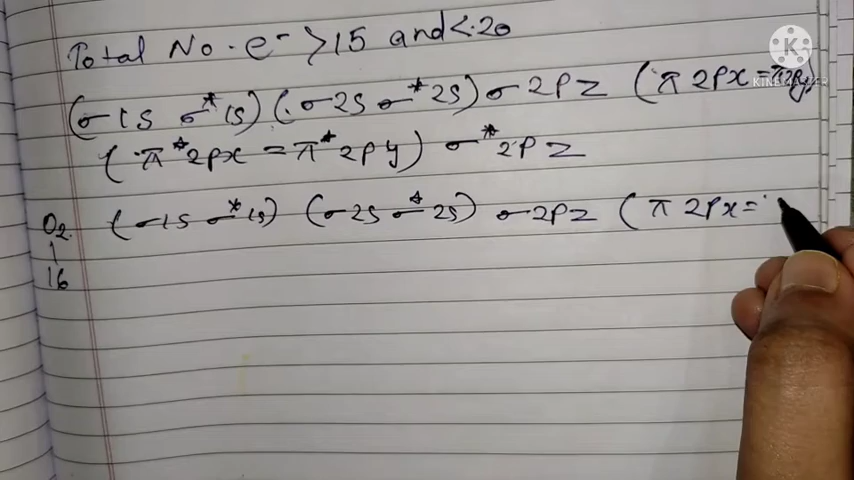 Total No. e⁻ >15 and <.20
(σ1s σ*1s) (σ2s σ*2s) σ2pz (π2px = π2py)
(π*2px = π*2py) σ*2pz
O₂ (σ1s σ*1s) (σ2s σ*2s) σ2pz (π2px =
16
KINEMASTER